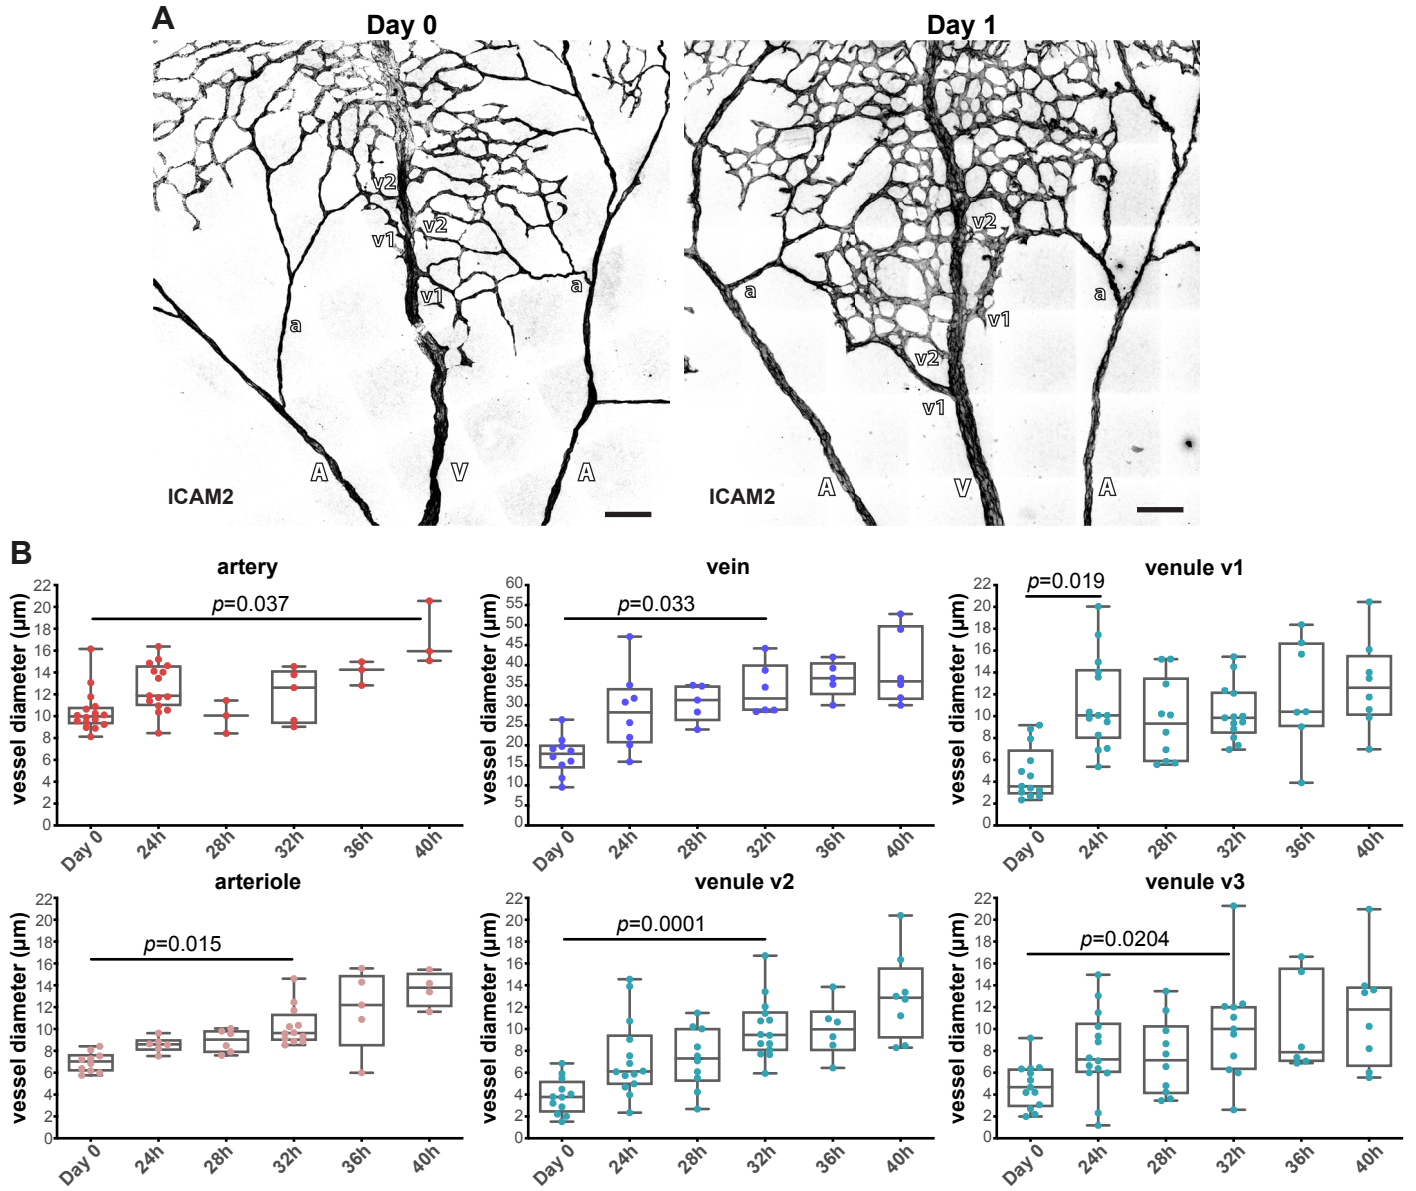 A
Day 0
Day 1
v2
v2
v1
v1
a
a
A
V
A
ICAM2
v2
a
a
v1
v2
v1
A
V
A
ICAM2
B
artery
vessel diameter (µm)
22
20
18
16
14
12
10
8
6
4
2
0
p=0.037
Day 0
24h
28h
32h
36h
40h
vein
vessel diameter (µm)
60
55
50
45
40
35
30
25
20
15
10
5
0
p=0.033
Day 0
24h
28h
32h
36h
40h
venule v1
vessel diameter (µm)
22
20
18
16
14
12
10
8
6
4
2
0
p=0.019
Day 0
24h
28h
32h
36h
40h
arteriole
vessel diameter (µm)
22
20
18
16
14
12
10
8
6
4
2
0
p=0.015
Day 0
24h
28h
32h
36h
40h
venule v2
vessel diameter (µm)
22
20
18
16
14
12
10
8
6
4
2
0
p=0.0001
Day 0
24h
28h
32h
36h
40h
venule v3
vessel diameter (µm)
22
20
18
16
14
12
10
8
6
4
2
0
p=0.0204
Day 0
24h
28h
32h
36h
40h